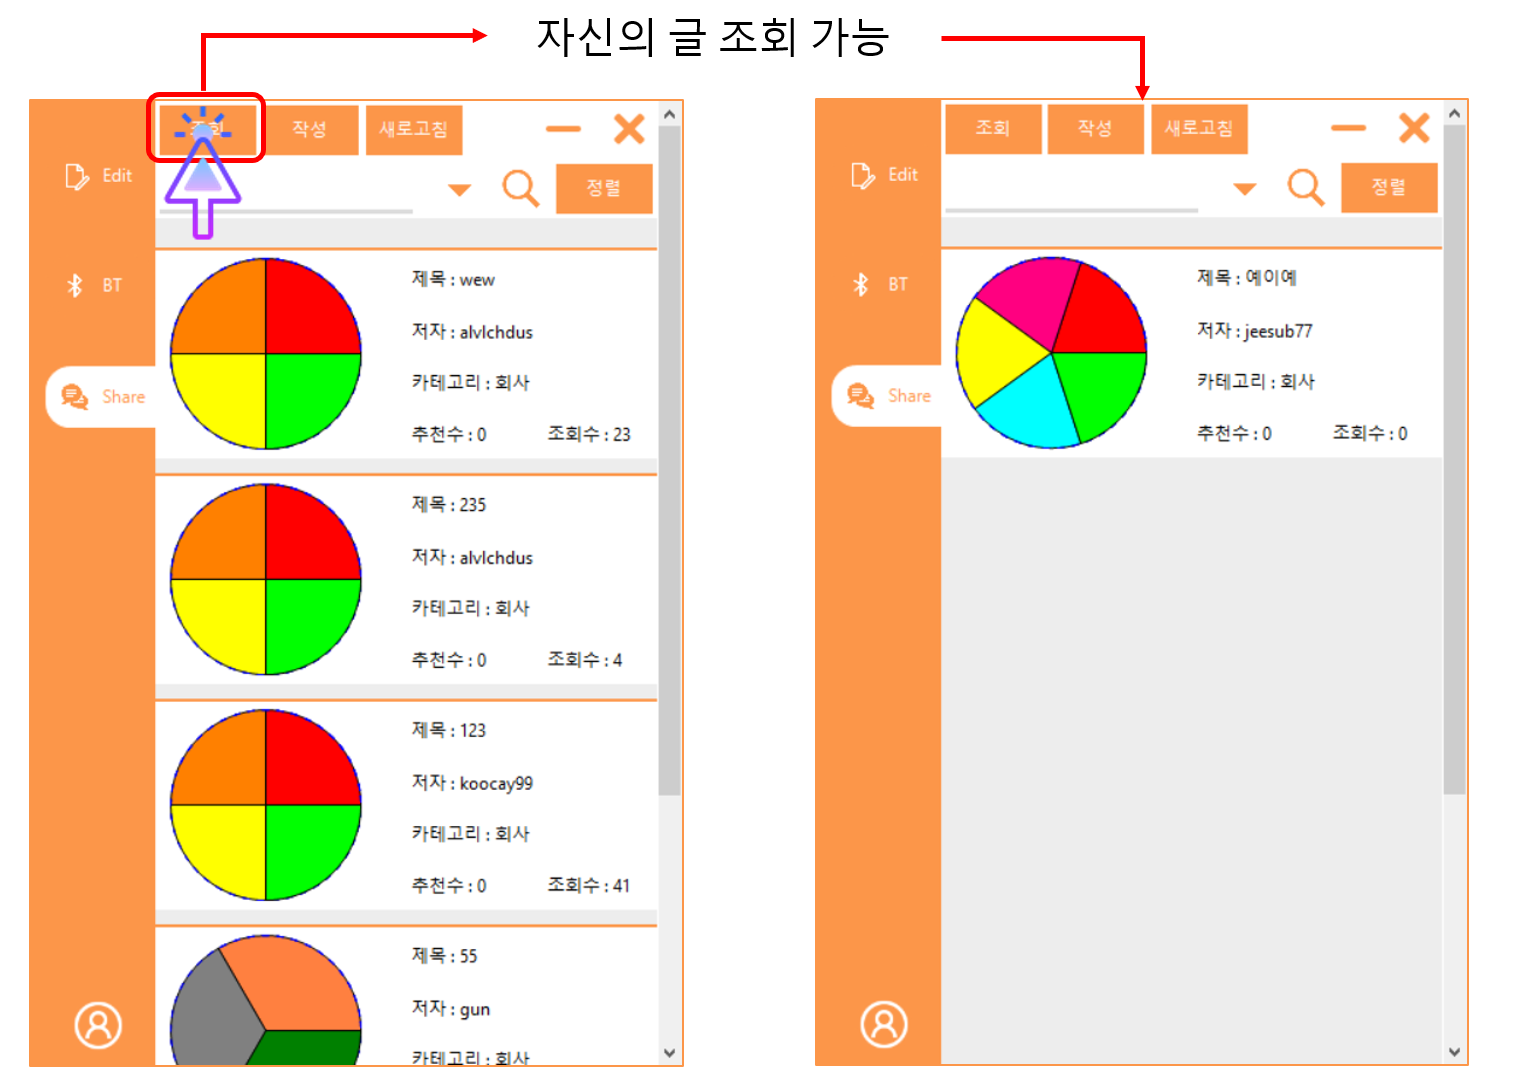 자신의 글 조회 가능
작성
새로고침
Edit
정렬
BT
Share
제목 : wew
저자 : alvlchdus
카테고리 : 회사
추천수 : 0
조회수 : 23
제목 : 235
저자 : alvlchdus
카테고리 : 회사
추천수 : 0
조회수 : 4
제목 : 123
저자 : koocay99
카테고리 : 회사
추천수 : 0
조회수 : 41
제목 : 55
저자 : gun
카테고리 : 회사
조회
작성
새로고침
Edit
정렬
BT
Share
제목 : 예이예
저자 : jeesub77
카테고리 : 회사
추천수 : 0
조회수 : 0